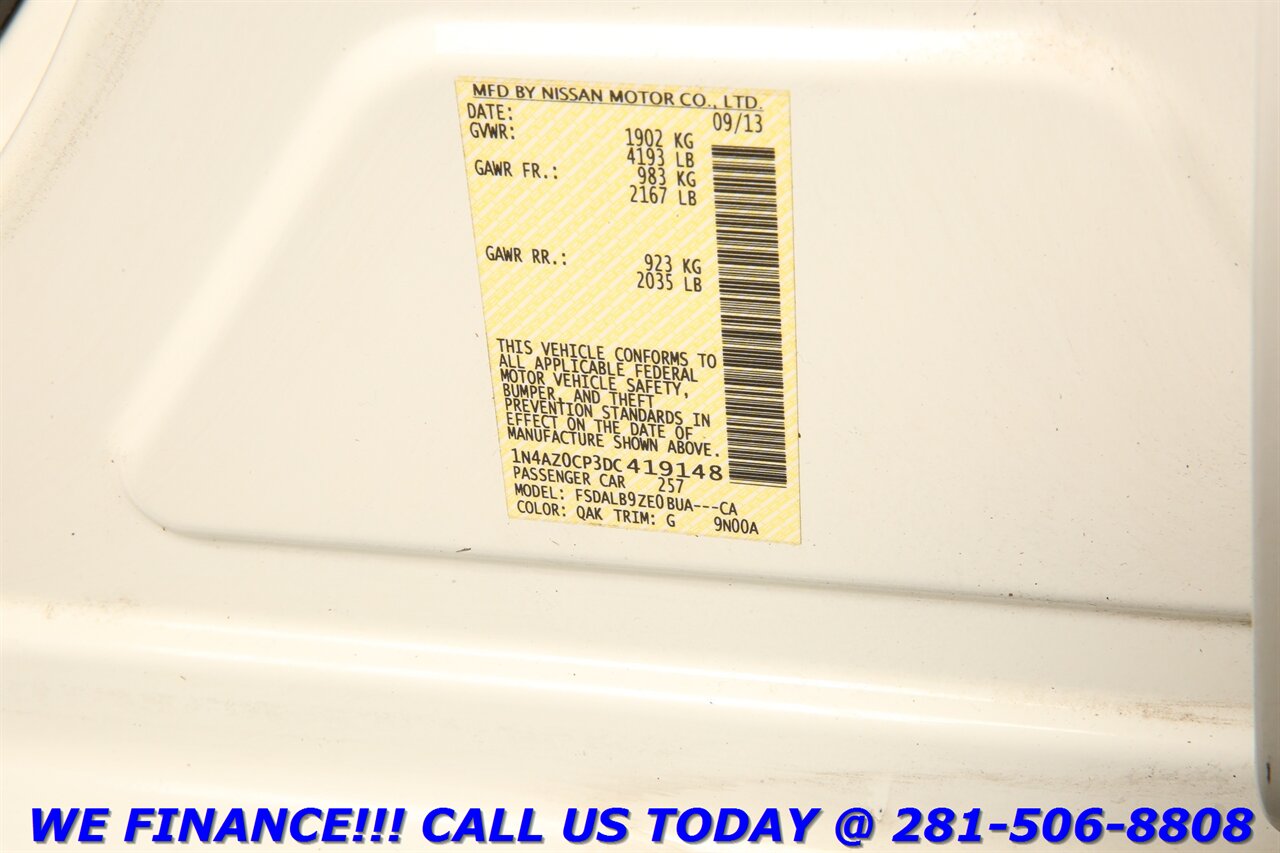 MFD BY NISSAN MOTOR CO., LTD.
DATE: 09/13
GVWR: 1902 KG
4193 LB
GAWR FR.: 983 KG
2167 LB
GAWR RR.: 923 KG
2035 LB
THIS VEHICLE CONFORMS TO
ALL APPLICABLE FEDERAL
MOTOR VEHICLE SAFETY,
BUMPER, AND THEFT
PREVENTION STANDARDS IN
EFFECT ON THE DATE OF
MANUFACTURE SHOWN ABOVE.
1N4AZ0CP3DC419148
PASSENGER CAR 257
MODEL: FSDALB9ZE0BUA---CA
COLOR: QAK TRIM: G 9N00A
WE FINANCE!!! CALL US TODAY @ 281-506-8808